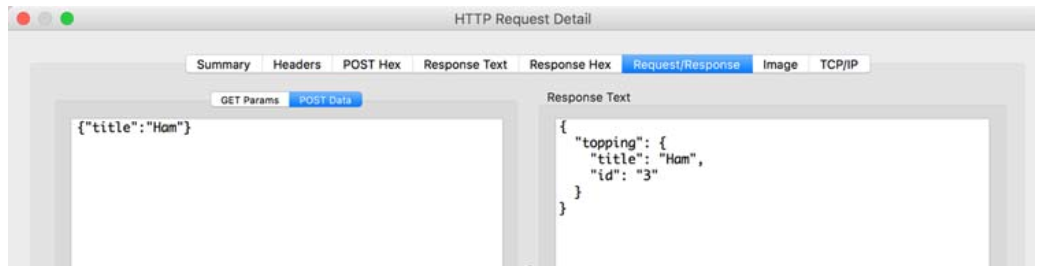 HTTP Request Detail
Summary Headers POST Hex Response Text Response Hex Request/Response Image TCP/IP
GET Params POST Data
{"title":"Ham"}
Response Text
{
"topping": {
"title": "Ham",
"id": "3"
}
}